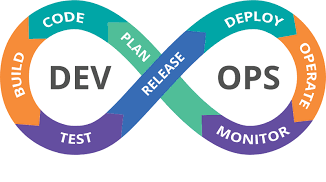 CODE
DEPLOY
PLAN
BUILD
DEV
RELEASE
OPS
OPERATE
TEST
MONITOR